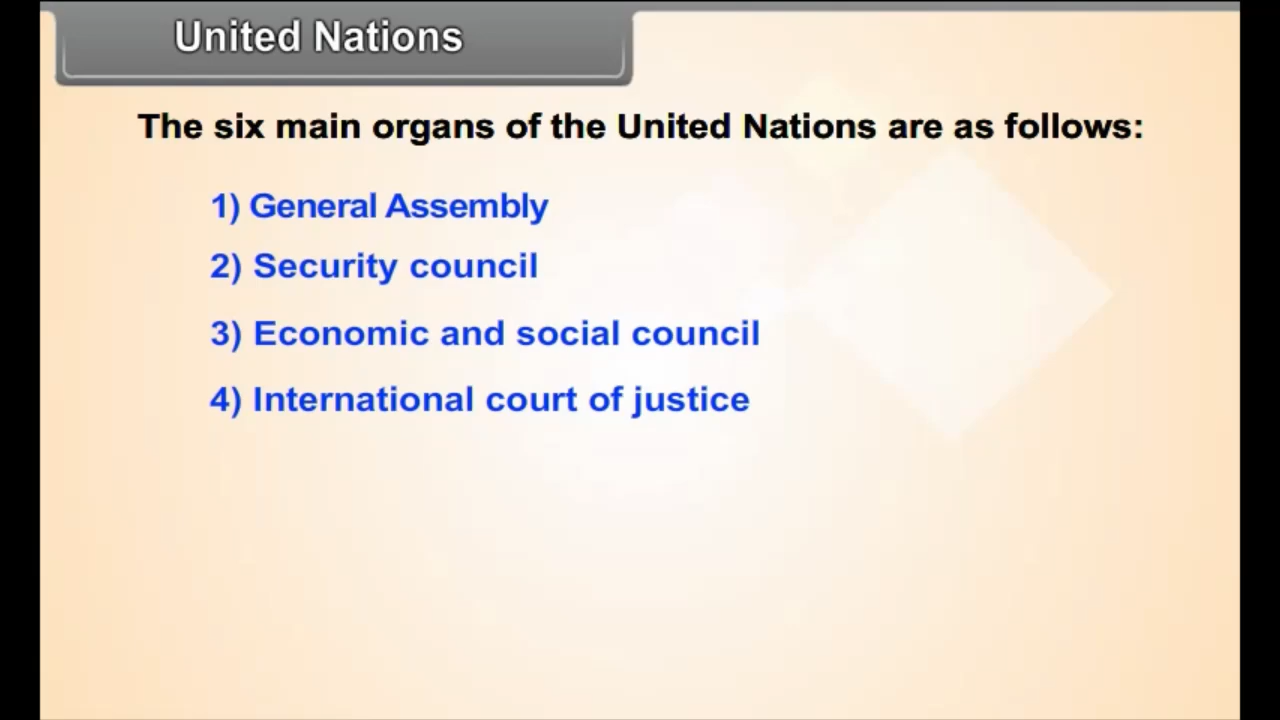 United Nations
The six main organs of the United Nations are as follows:
1) General Assembly
2) Security council
3) Economic and social council
4) International court of justice